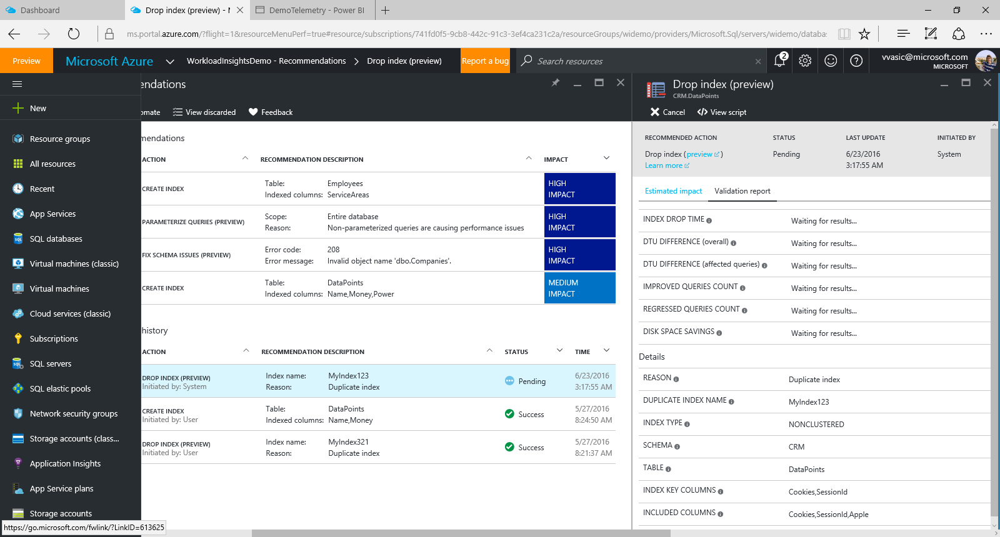 Dashboard
Drop index (preview) - M
DemoTelemetry - Power BI
ms.portal.azure.com/?flight=1&resourceMenuPerf=true#resource/subscriptions/741fd0f5-9cb8-442c-91c3-3ef4ca231c2a/resourceGroups/widemo/providers/Microsoft.Sql/servers/widemo/databas
Preview
Microsoft Azure
WorkloadInsightsDemo - Recommendations
Drop index (preview)
Report a bug
Search resources
2
vvasic@microsoft.com
MICROSOFT
New
Resource groups
All resources
Recent
App Services
SQL databases
Virtual machines (classic)
Virtual machines
Cloud services (classic)
Subscriptions
SQL servers
SQL elastic pools
Network security groups
Storage accounts (class...
Application Insights
App Service plans
Storage accounts
https://go.microsoft.com/fwlink/?LinkID=613625
endations
omate
View discarded
Feedback
mendations
ACTION
RECOMMENDATION DESCRIPTION
IMPACT
CREATE INDEX
Table: Employees
Indexed columns: ServiceAreas
HIGH
IMPACT
PARAMETERIZE QUERIES (PREVIEW)
Scope: Entire database
Reason: Non-parameterized queries are causing performance issues
HIGH
IMPACT
FIX SCHEMA ISSUES (PREVIEW)
Error code: 208
Error message: Invalid object name 'dbo.Companies'.
HIGH
IMPACT
CREATE INDEX
Table: DataPoints
Indexed columns: Name,Money,Power
MEDIUM
IMPACT
history
ACTION
RECOMMENDATION DESCRIPTION
STATUS
TIME
DROP INDEX (PREVIEW)
Initiated by: System
Index name: MyIndex123
Reason: Duplicate index
Pending
6/23/2016
3:17:55 AM
CREATE INDEX
Initiated by: User
Table: DataPoints
Indexed columns: Name,Money
Success
5/27/2016
8:24:50 AM
DROP INDEX (PREVIEW)
Initiated by: User
Index name: MyIndex321
Reason: Duplicate index
Success
5/27/2016
8:21:37 AM
Drop index (preview)
CRM.DataPoints
Cancel
View script
RECOMMENDED ACTION
Drop index (preview)
Learn more
STATUS
Pending
LAST UPDATE
6/23/2016
3:17:55 AM
INITIATED BY
System
Estimated impact
Validation report
INDEX DROP TIME Waiting for results...
DTU DIFFERENCE (overall) Waiting for results...
DTU DIFFERENCE (affected queries) Waiting for results...
IMPROVED QUERIES COUNT Waiting for results...
REGRESSED QUERIES COUNT Waiting for results...
DISK SPACE SAVINGS Waiting for results...
Details
REASON Duplicate index
DUPLICATE INDEX NAME MyIndex123
INDEX TYPE NONCLUSTERED
SCHEMA CRM
TABLE DataPoints
INDEX KEY COLUMNS Cookies,SessionId
INCLUDED COLUMNS Cookies,SessionId,Apple